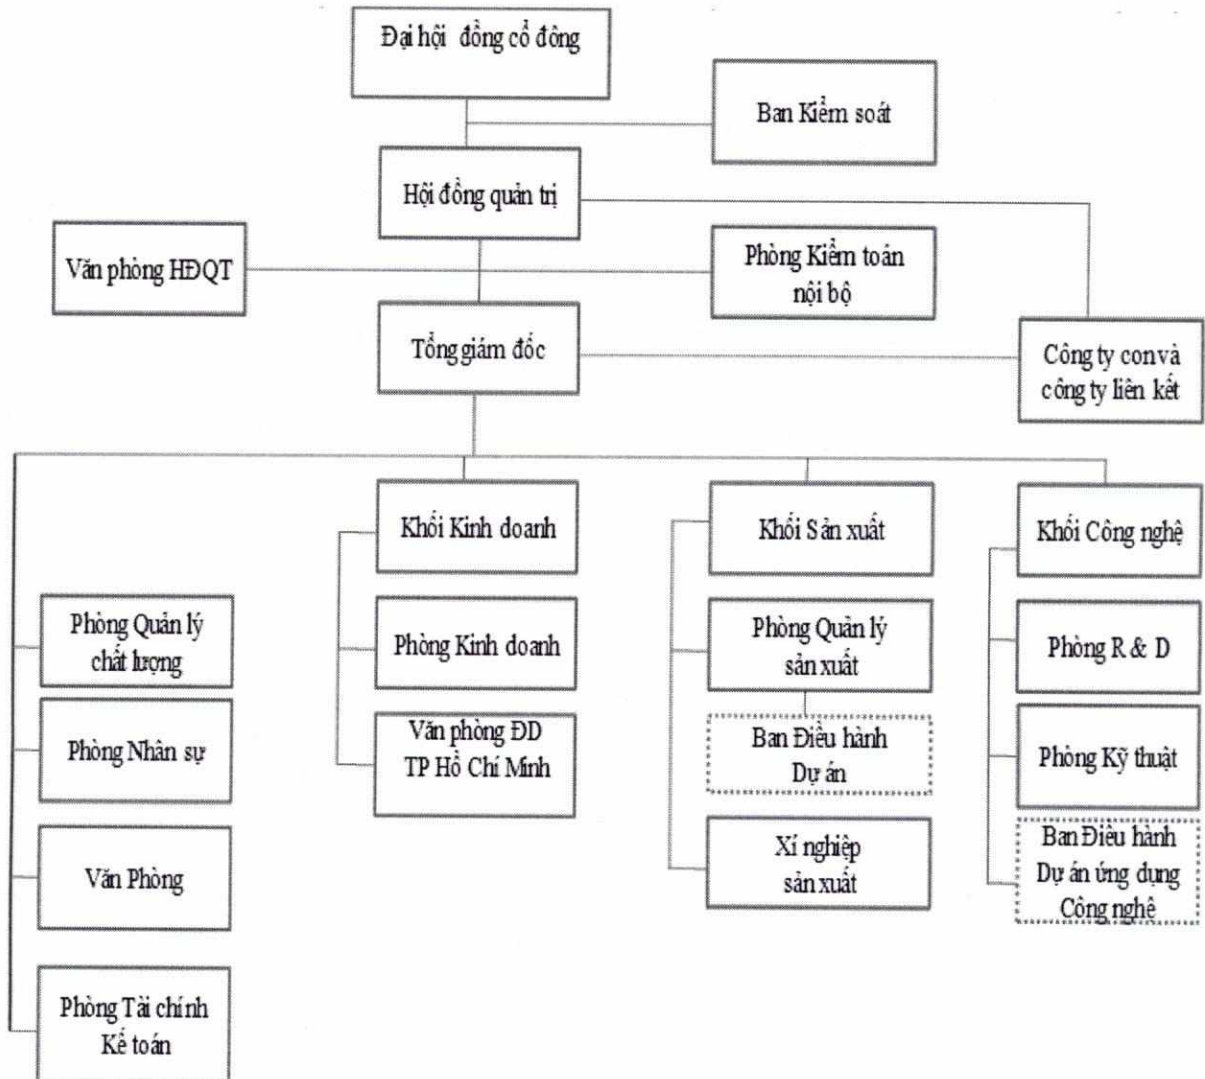 Đại hội đồng cổ đông
Ban Kiểm soát
Hội đồng quản trị
Văn phòng HĐQT
Phòng Kiểm toán
nội bộ
Tổng giám đốc
Công ty con và
công ty liên kết
Khối Kinh doanh
Khối Sản xuất
Khối Công nghệ
Phòng Quản lý
chất lượng
Phòng Kinh doanh
Phòng Quản lý
sản xuất
Phòng R & D
Phòng Nhân sự
Văn phòng ĐD
TP Hồ Chí Minh
Ban Điều hành
Dự án
Phòng Kỹ thuật
Văn Phòng
Xí nghiệp
sản xuất
Ban Điều hành
Dự án ứng dụng
Công nghệ
Phòng Tài chính
Kế toán